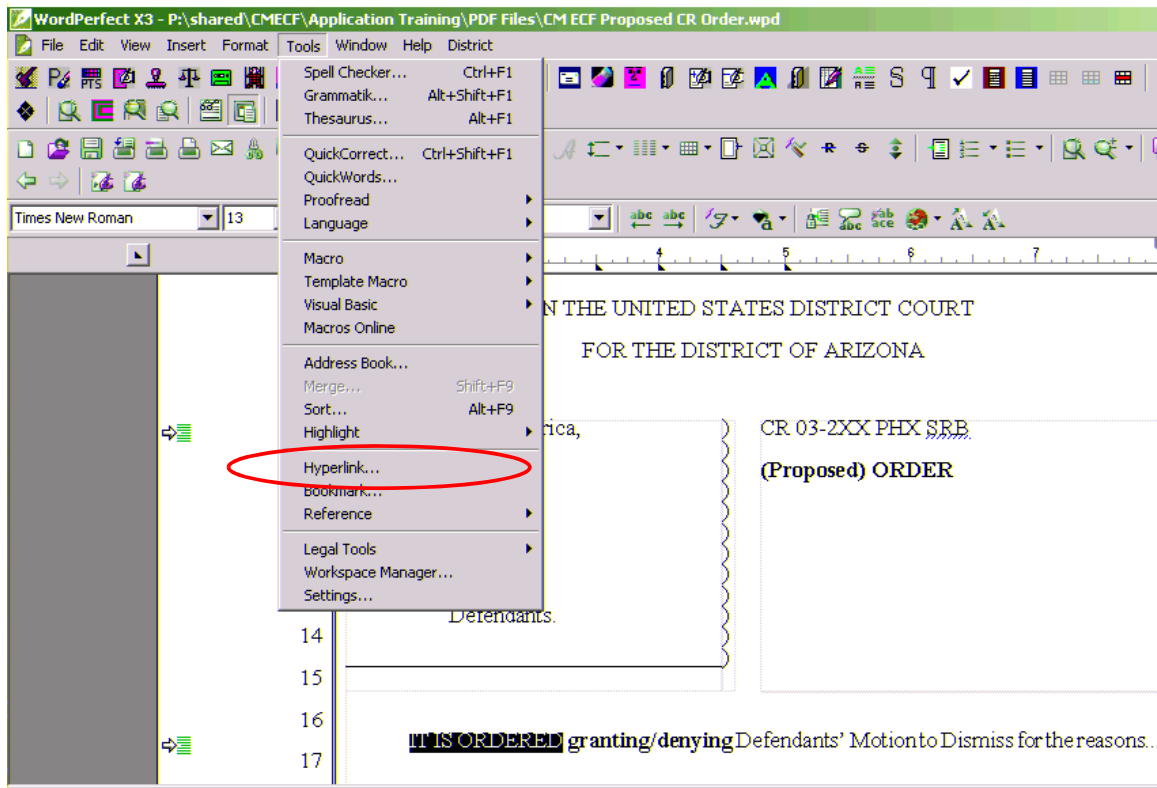 WordPerfect X3 - P:\shared\CMECF\Application Training\PDF Files\CM ECF Proposed CR Order.wpd
File Edit View Insert Format Tools Window Help District
Spell Checker... Ctrl+F1
Grammatik... Alt+Shift+F1
Thesaurus... Alt+F1
QuickCorrect... Ctrl+Shift+F1
QuickWords...
Proofread
Language
Macro
Template Macro
Visual Basic
Macros Online
Address Book...
Merge... Shift+F9
Sort... Alt+F9
Highlight
Hyperlink...
Bookmark...
Reference
Legal Tools
Workspace Manager...
Settings...
Times New Roman 13
4 5 6 7
N THE UNITED STATES DISTRICT COURT
FOR THE DISTRICT OF ARIZONA
rica, ) CR 03-2XX PHX SRB
(Proposed) ORDER
Defendants.
14
15
16
IT IS ORDERED granting/denying Defendants' Motion to Dismiss for the reasons...
17